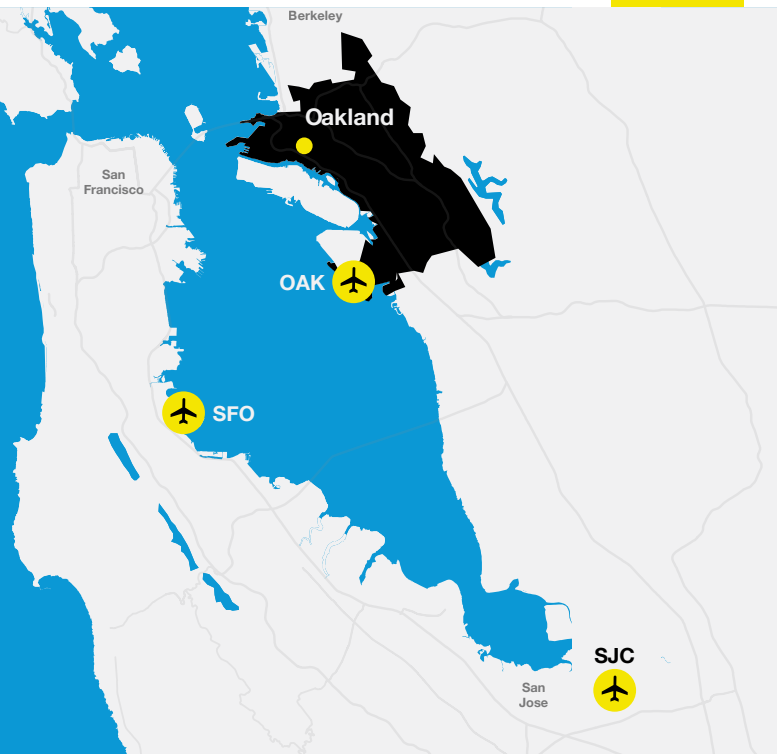 Berkeley
Oakland
San
Francisco
OAK
SFO
SJC
San
Jose